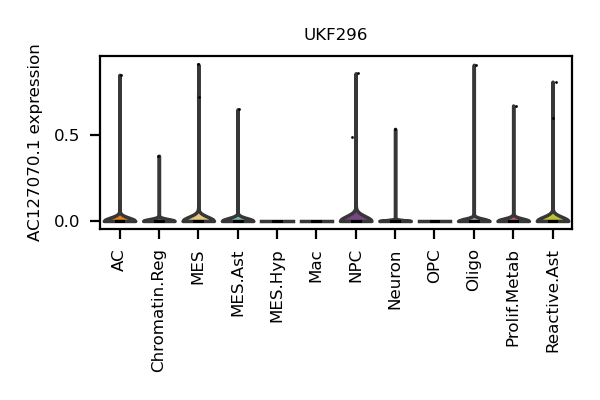 UKF296
AC127070.1 expression
0.5
0.0
AC
Chromatin.Reg
MES
MES.Ast
MES.Hyp
Mac
NPC
Neuron
OPC
Oligo
Prolif.Metab
Reactive.Ast